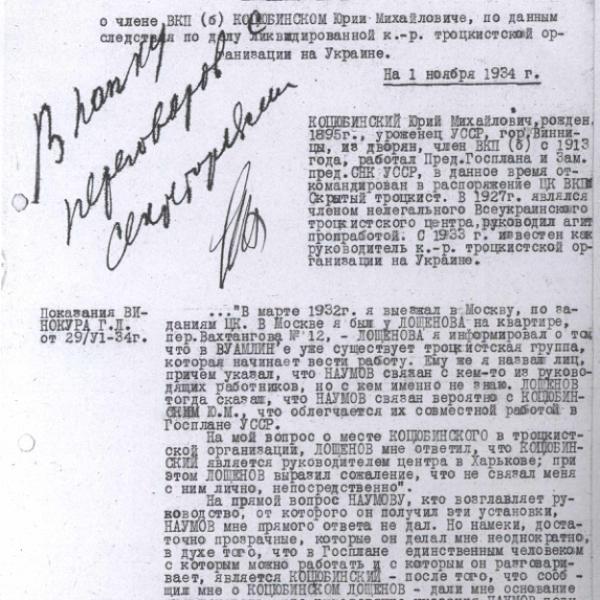 о члене ВКП (б) КОЦЮБИНСКОМ Юрии Михайловиче, по данным
следствия по делу ликвидированной к.-р. троцкистской ор-
ганизации на Украине.
На 1 ноября 1934 г.
В папку
переговоров с
секретарями
КОЦЮБИНСКИЙ Юрий Михайлович, рожден.
1895г., уроженец УССР, гор. Винни-
цы, из дворян, член ВКП (б) с 1913
года, работал Пред.Госплана и Зам.
пред.СНК УССР, в данное время от-
командирован в распоряжение ЦК ВКП
Скрытый троцкист. В 1927г. являлся
членом нелегального Всеукраинского
троцкистского центра, руководил агит
пропработой. С 1933 г. известен как
руководитель к.-р. троцкистской ор-
ганизации на Украине.
Показания ВИ-
НОКУРА Г.Л.
от 29/У1-34г.
..."В марте 1932г. я выезжал в Москву, по за-
даниям ЦК. В Москве я был у ЛОЩЕНОВА на квартире,
пер.Вахтангова № 12, - ЛОЩЕНОВА я информировал о том
что в ВУАМЛИН'е уже существует троцкистская группа,
которая начинает вести работу. Ему же я назвал лиц,
причем указал, что НАУМОВ связан с кем-то из руково-
дящих работников, но с кем именно не знаю. ЛОЩЕНОВ
тогда сказал, что НАУМОВ связан вероятно с КОЦЮБИН-
СКИМ Ю.М., что облегчается их совместной работой в
Госплане УССР.
На мой вопрос о месте КОЦЮБИНСКОГО в троцкист-
ской организации, ЛОЩЕНОВ мне ответил, что КОЦЮБИН-
СКИЙ является руководителем центра в Харькове; при
этом ЛОЩЕНОВ выразил сожаление, что не связал меня
с ним лично, непосредственно".
На прямой вопрос НАУМОВУ, кто возглавляет ру-
ководство, от которого он получил эти установки,
НАУМОВ мне прямого ответа не дал. Но намеки, доста-
точно прозрачные, которые он делал мне неоднократно,
в духе того, что в Госплане единственным человеком
с которым можно работать и с которым он разговари-
вает, является КОЦЮБИНСКИЙ - после того, что сооб-
щил мне о КОЦЮБИНСКОМ ЛОЩЕНОВ - дали мне основание